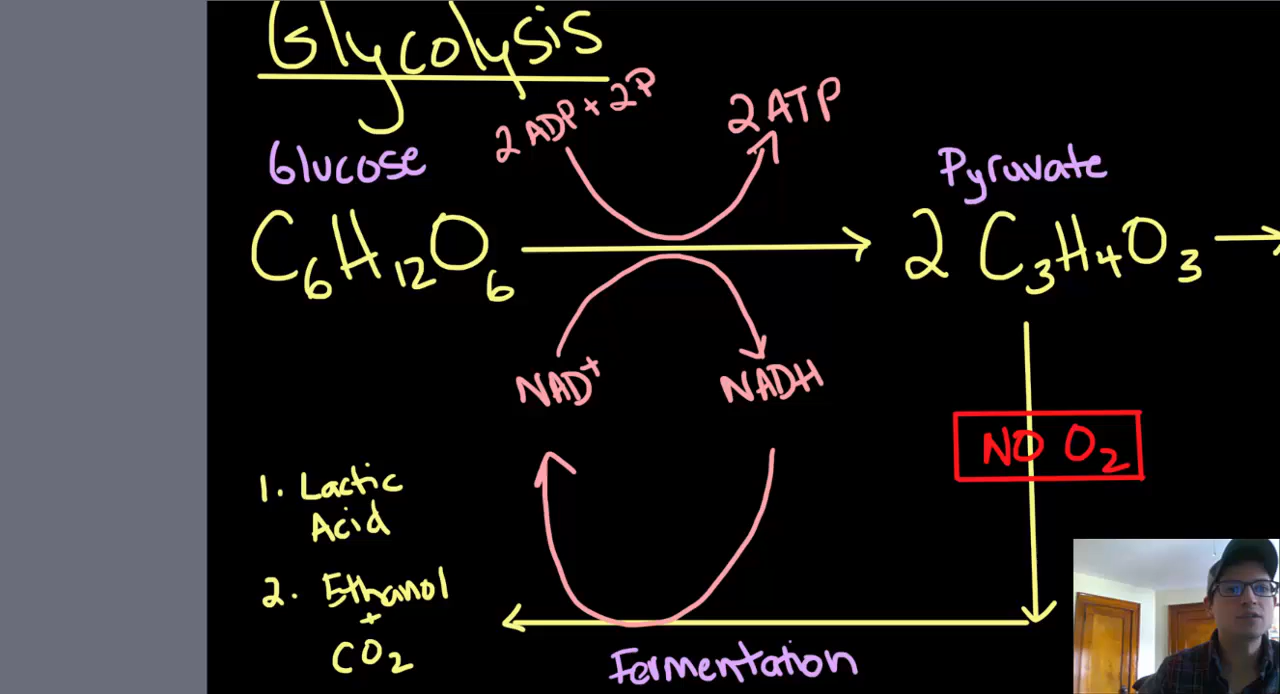 Glycolysis
2 ADP + 2P
2 ATP
Glucose
Pyruvate
C6H12O6
2 C3H4O3
NAD+
NADH
NO O2
1. Lactic
Acid
2. Ethanol
+
CO2
Fermentation